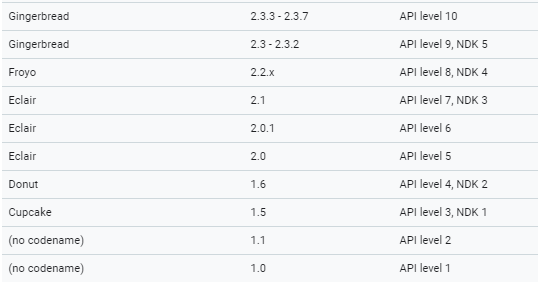 Gingerbread 2.3.3 - 2.3.7 API level 10
Gingerbread 2.3 - 2.3.2 API level 9, NDK 5
Froyo 2.2.x API level 8, NDK 4
Eclair 2.1 API level 7, NDK 3
Eclair 2.0.1 API level 6
Eclair 2.0 API level 5
Donut 1.6 API level 4, NDK 2
Cupcake 1.5 API level 3, NDK 1
(no codename) 1.1 API level 2
(no codename) 1.0 API level 1